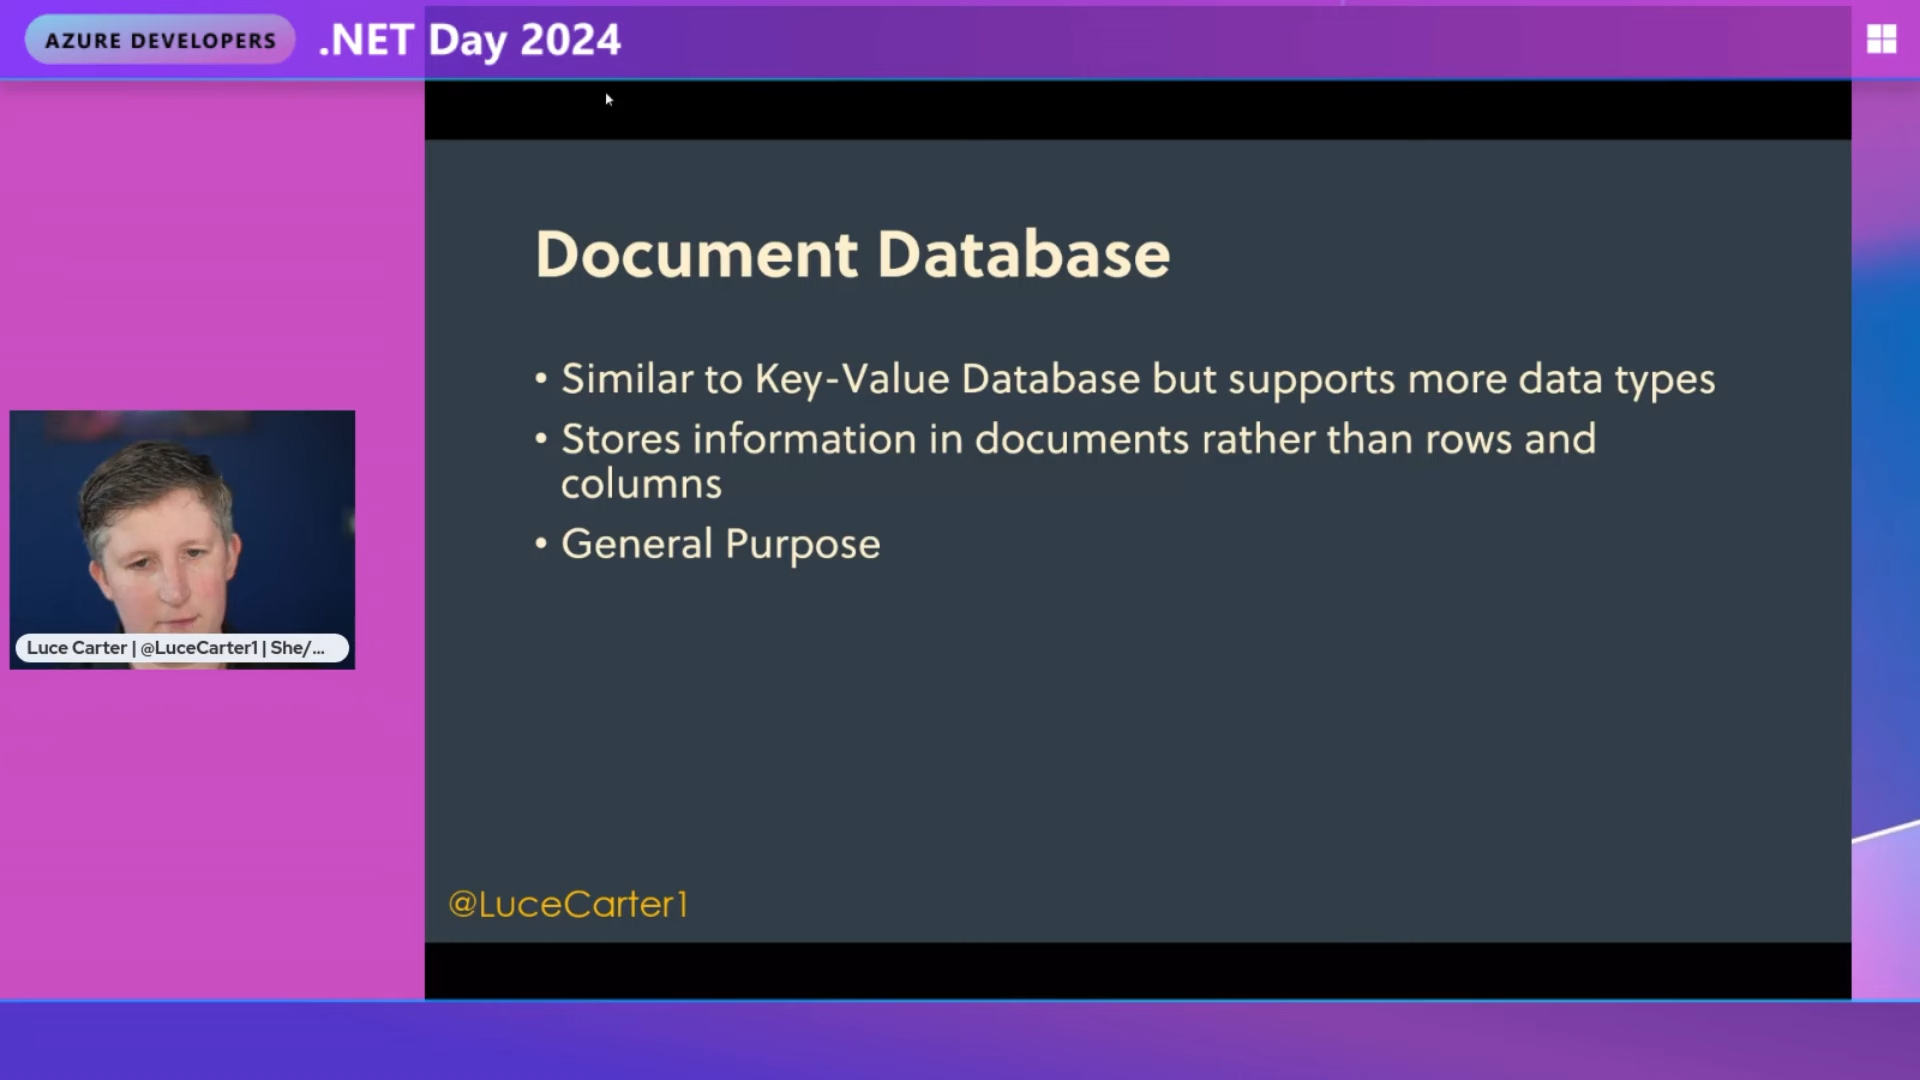 AZURE DEVELOPERS
.NET Day 2024
Document Database
• Similar to Key-Value Database but supports more data types
• Stores information in documents rather than rows and
columns
• General Purpose
Luce Carter | @LuceCarter1 | She/...
@LuceCarter1